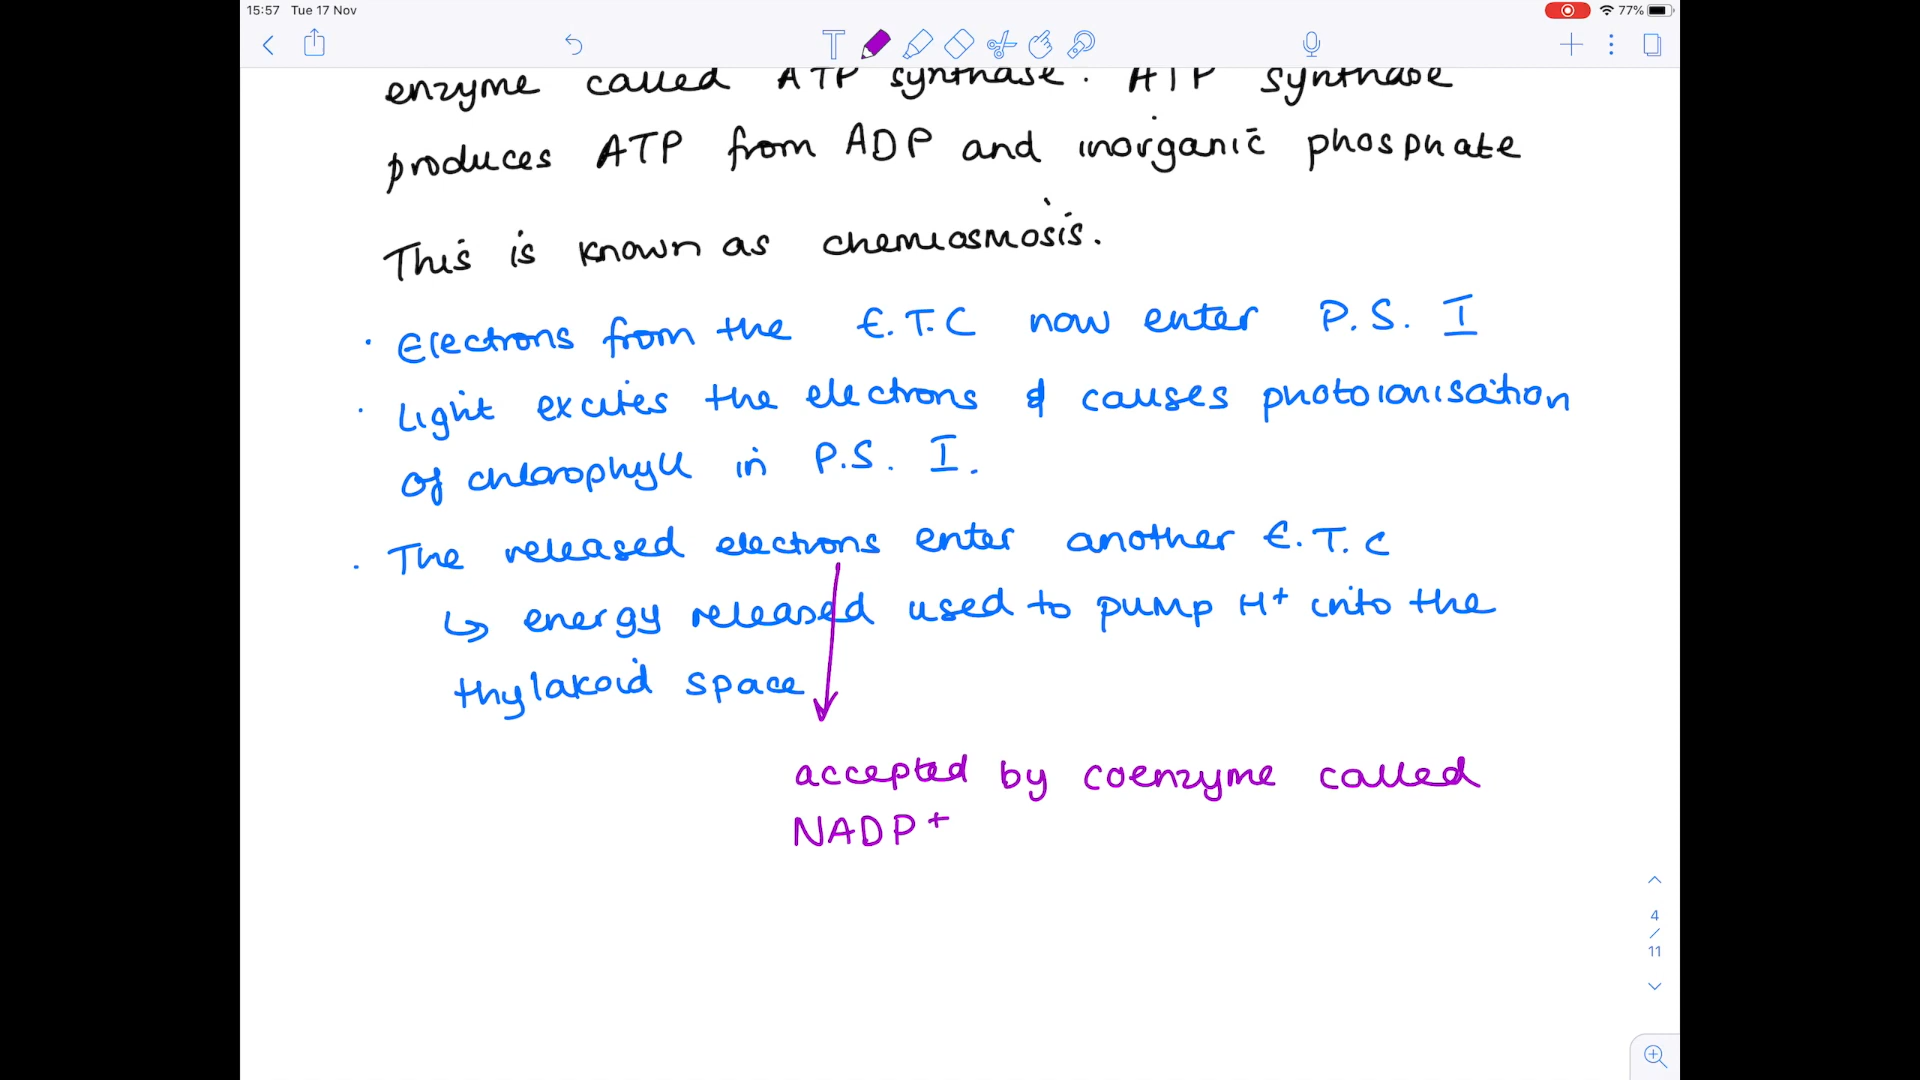 15:57 Tue 17 Nov
77%
enzyme called ATP synthase. ATP synthase
produces ATP from ADP and inorganic phosphate
This is known as chemiosmosis.
· Electrons from the E.T.C now enter P.S. I
· Light excites the electrons & causes photoionisation
of chlorophyll in P.S. I.
· The released electrons enter another E.T.C
↳ energy released used to pump H+ into the
thylakoid space
accepted by coenzyme called
NADP+
4
/
11